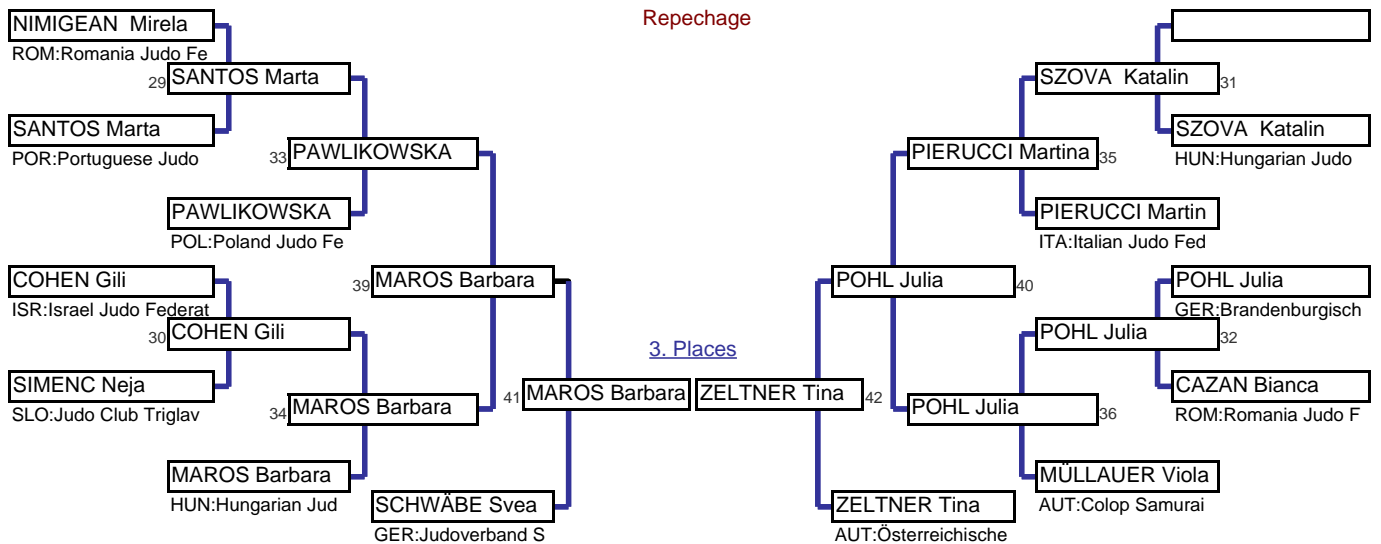 Repechage
NIMIGEAN  Mirela
ROM:Romania Judo Fe
29 SANTOS Marta
SANTOS Marta
POR:Portuguese Judo
33 PAWLIKOWSKA
PAWLIKOWSKA
POL:Poland Judo Fe
COHEN Gili
ISR:Israel Judo Federat
39 MAROS Barbara
30 COHEN Gili
SIMENC Neja
SLO:Judo Club Triglav
34 MAROS Barbara
MAROS Barbara
HUN:Hungarian Jud
41 MAROS Barbara
SCHWÄBE Svea
GER:Judoverband S
3. Places
SZOVA  Katalin 31
SZOVA  Katalin
HUN:Hungarian Judo
PIERUCCI Martina 35
PIERUCCI Martin
ITA:Italian Judo Fed
POHL Julia 40
POHL Julia
GER:Brandenburgisch
POHL Julia 32
CAZAN Bianca
ROM:Romania Judo F
ZELTNER Tina 42
POHL Julia 36
MÜLLAUER Viola
AUT:Colop Samurai
ZELTNER Tina
AUT:Österreichische